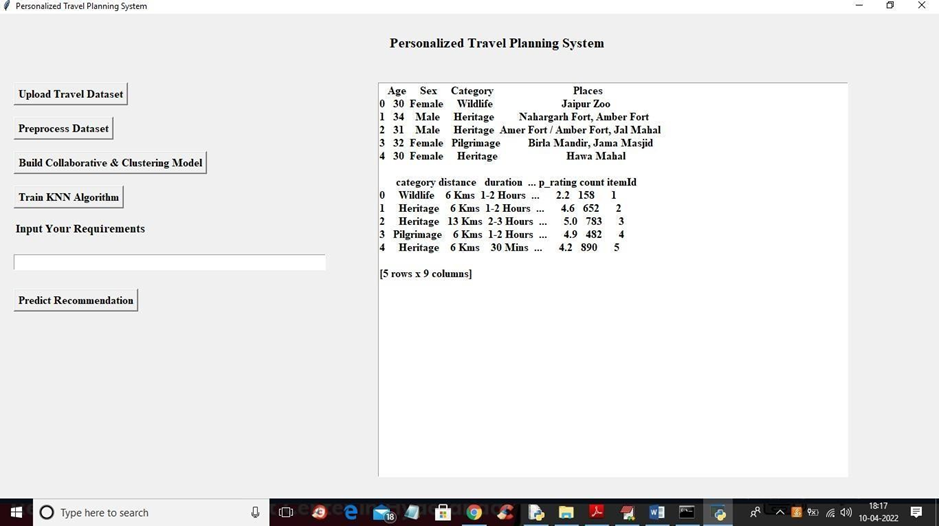 Personalized Travel Planning System
Personalized Travel Planning System
Upload Travel Dataset
Preprocess Dataset
Build Collaborative & Clustering Model
Train KNN Algorithm
Input Your Requirements
Predict Recommendation
Age Sex Category Places
0 30 Female Wildlife Jaipur Zoo
1 34 Male Heritage Nahargarh Fort, Amber Fort
2 31 Male Heritage Amer Fort / Amber Fort, Jal Mahal
3 32 Female Pilgrimage Birla Mandir, Jama Masjid
4 30 Female Heritage Hawa Mahal
category distance duration ... p_rating count itemId
0 Wildlife 6 Kms 1-2 Hours ... 2.2 158 1
1 Heritage 6 Kms 1-2 Hours ... 4.6 652 2
2 Heritage 13 Kms 2-3 Hours ... 5.0 783 3
3 Pilgrimage 6 Kms 1-2 Hours ... 4.9 482 4
4 Heritage 6 Kms 30 Mins ... 4.2 890 5
[5 rows x 9 columns]
Type here to search
18
18:17
10-04-2022